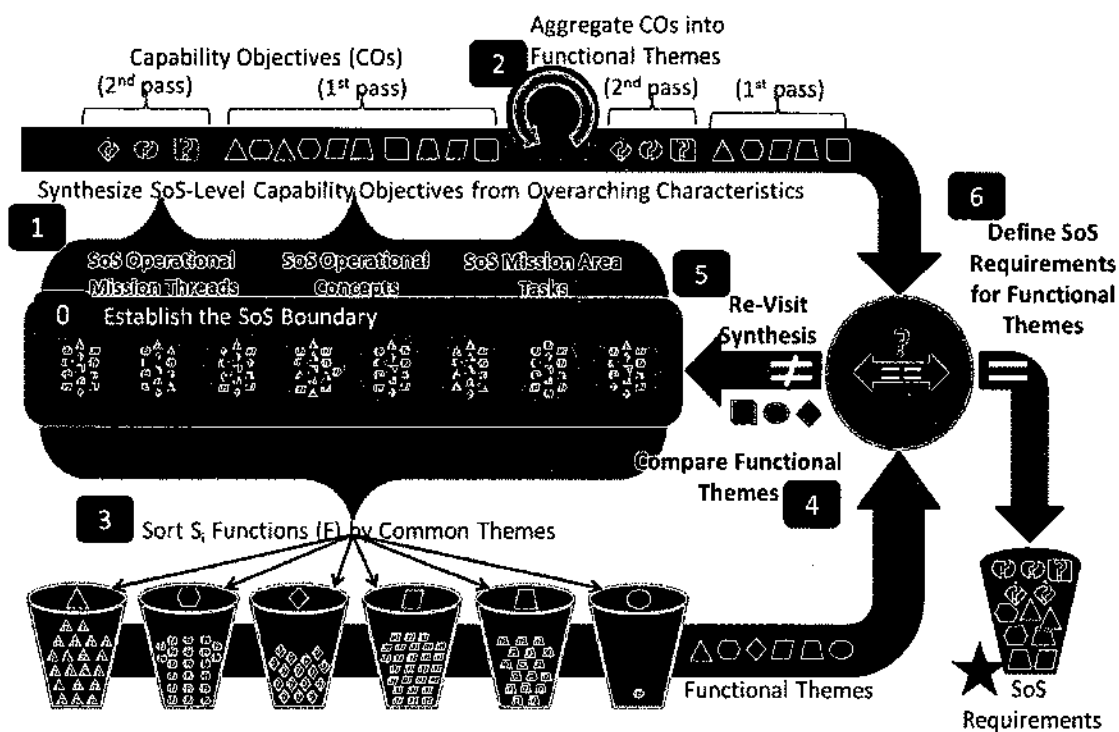 Aggregate COs into
Functional Themes
2
Capability Objectives (COs)
(2nd pass)
(1st pass)
(2nd pass)
(1st pass)
Synthesize SoS-Level Capability Objectives from Overarching Characteristics
1
SoS Operational
Mission Threads
SoS Operational
Concepts
SoS Mission Area
Tasks
0 Establish the SoS Boundary
5
Re-Visit
Synthesis
≠
?
==
=
6
Define SoS
Requirements
for Functional
Themes
Compare Functional
Themes
4
3
Sort Si Functions (F) by Common Themes
Functional Themes
SoS
Requirements